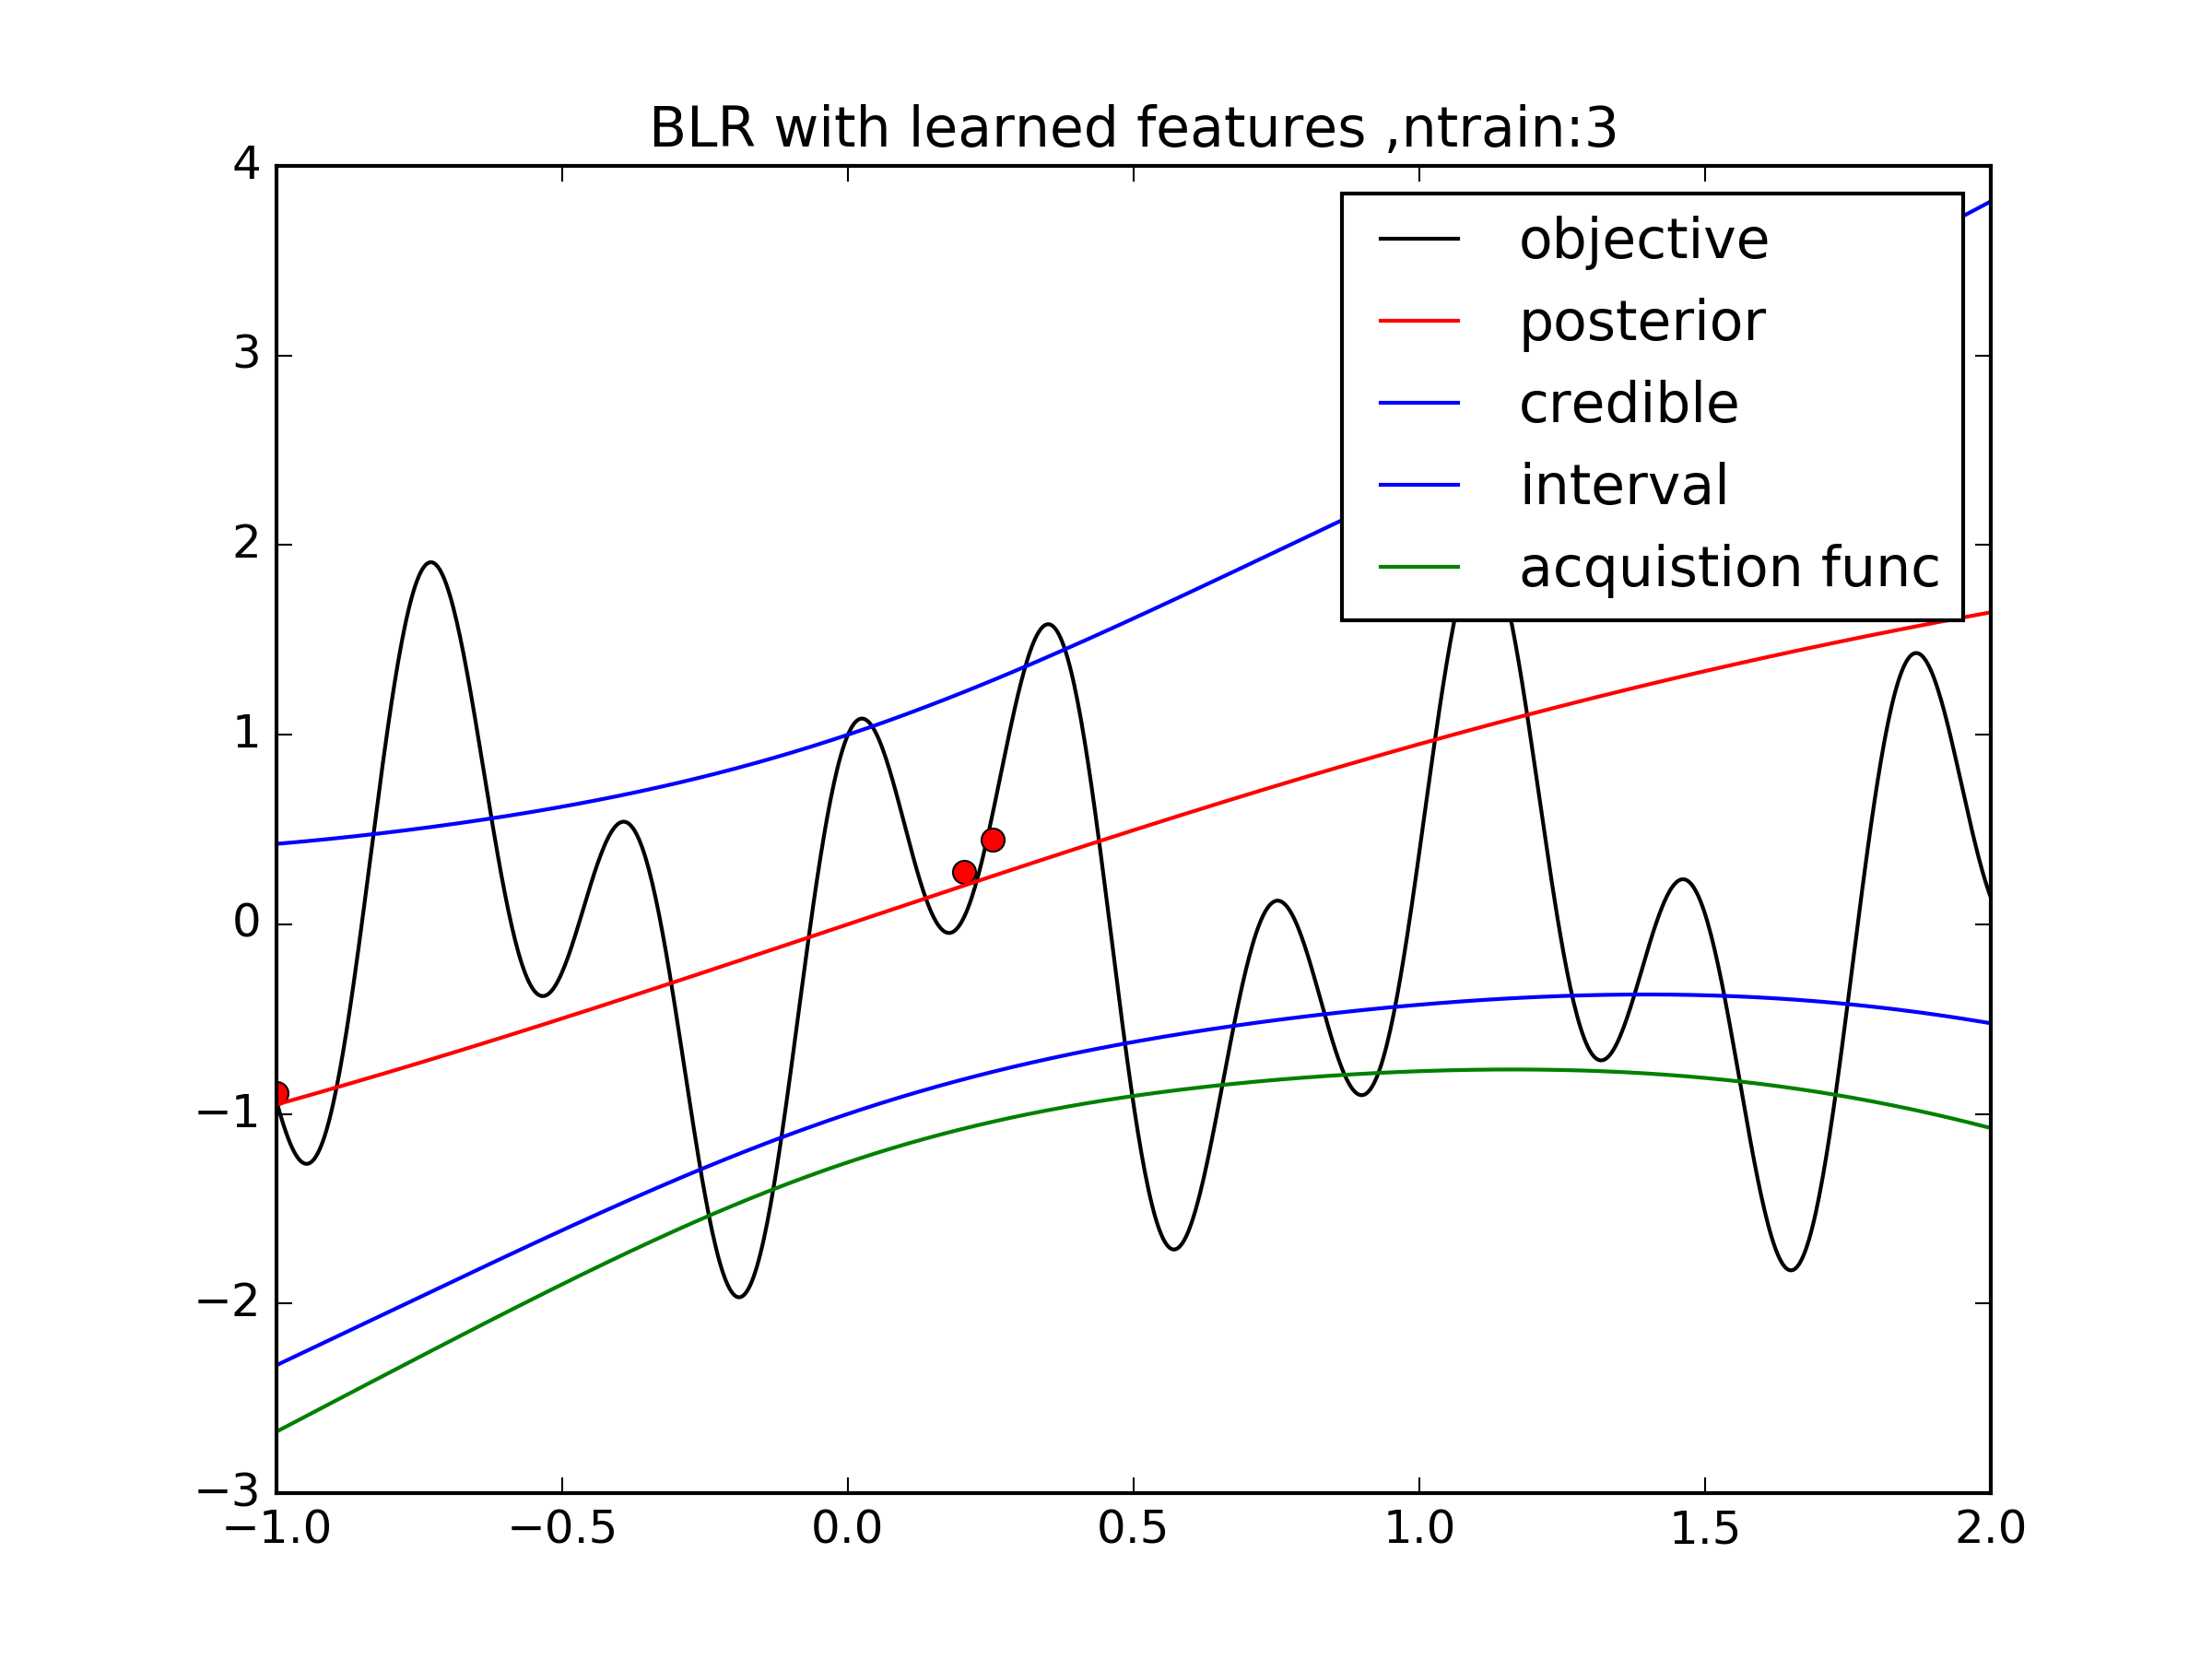 BLR with learned features ,ntrain:3
4
3
2
1
0
−1
−2
−3
objective
posterior
credible
interval
acquistion func
−1.0 −0.5 0.0 0.5 1.0 1.5 2.0